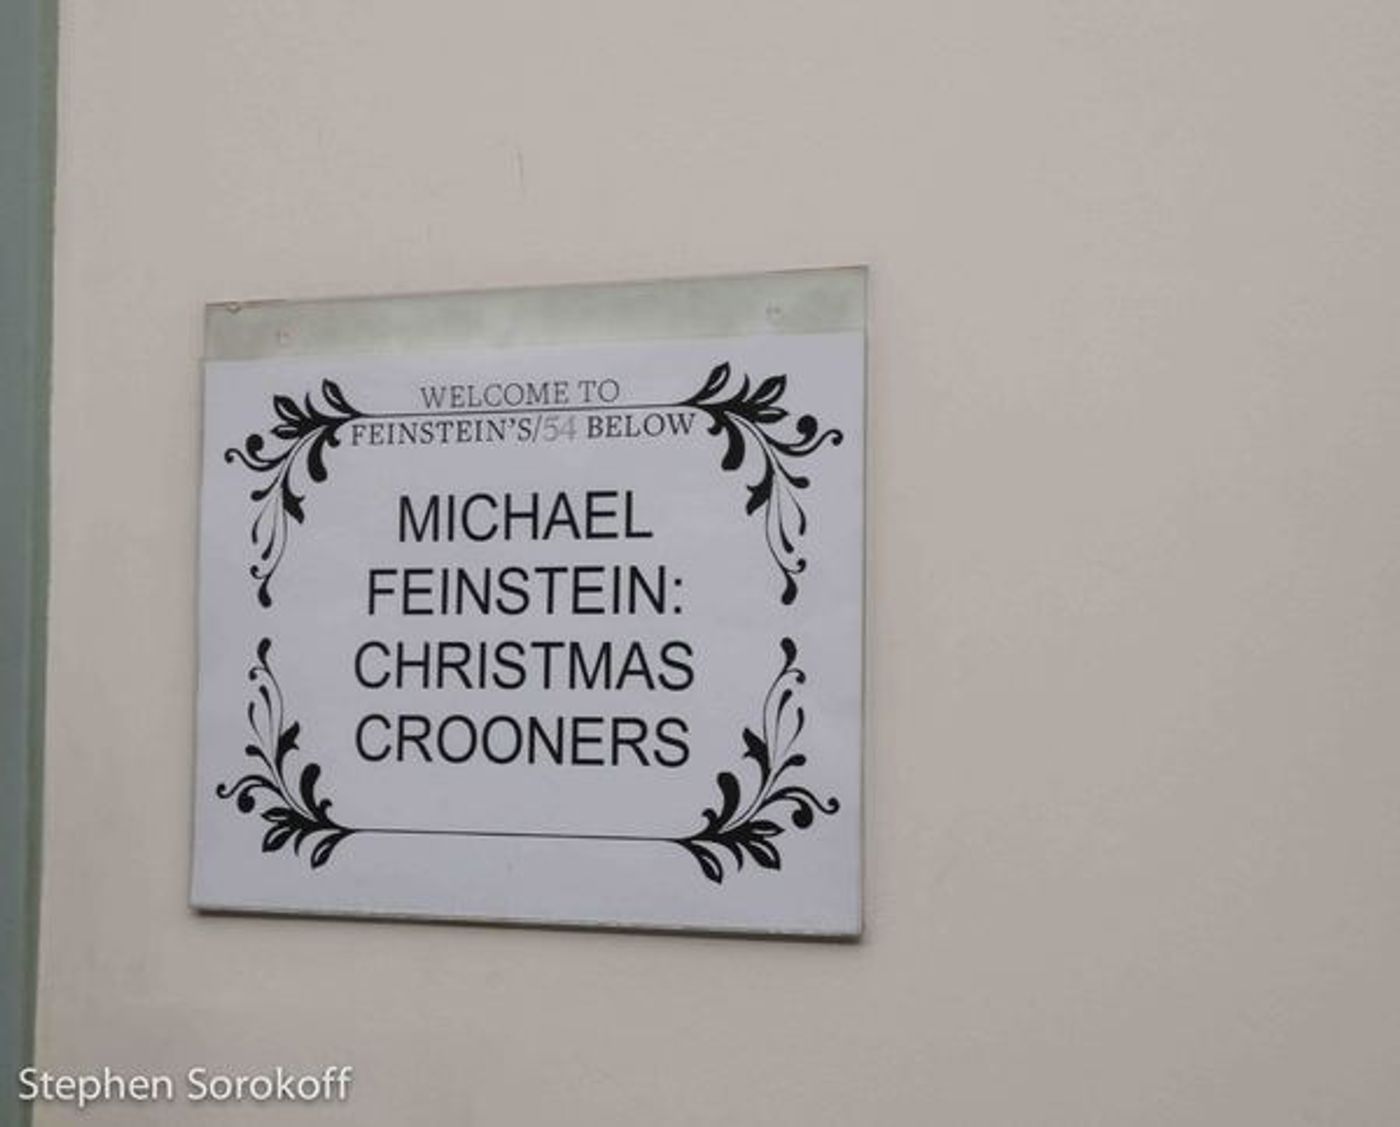 WELCOME TO
FEINSTEIN'S/54 BELOW
MICHAEL
FEINSTEIN:
CHRISTMAS
CROONERS
Stephen Sorokoff